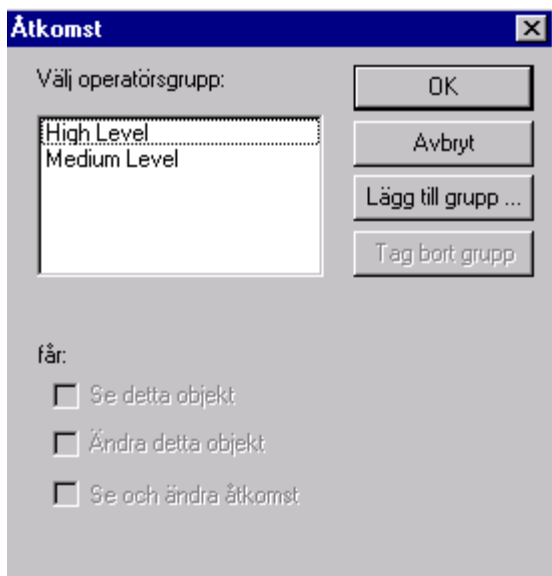 Åtkomst
Välj operatörsgrupp:
High Level
Medium Level
OK
Avbryt
Lägg till grupp ...
Tag bort grupp
får:
Se detta objekt
Ändra detta objekt
Se och ändra åtkomst